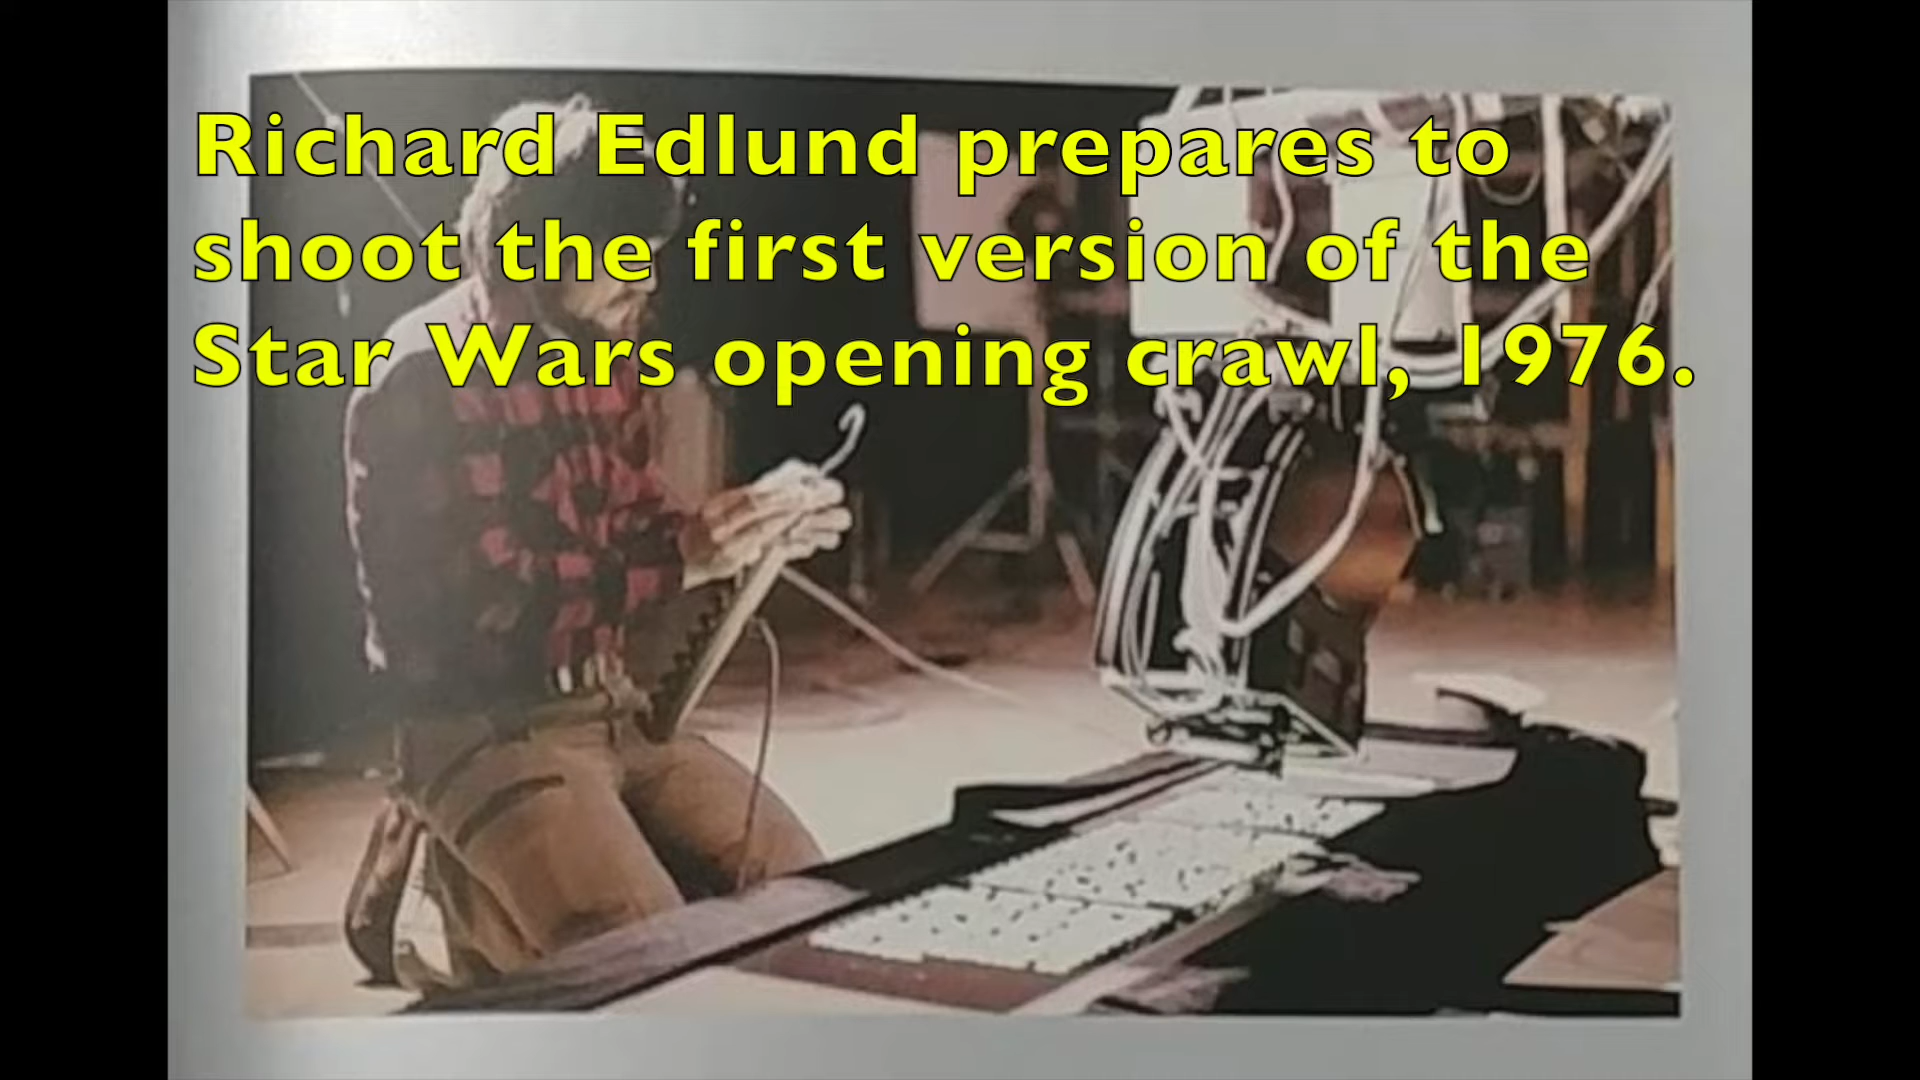 Richard Edlund prepares to
shoot the first version of the
Star Wars opening crawl, 1976.